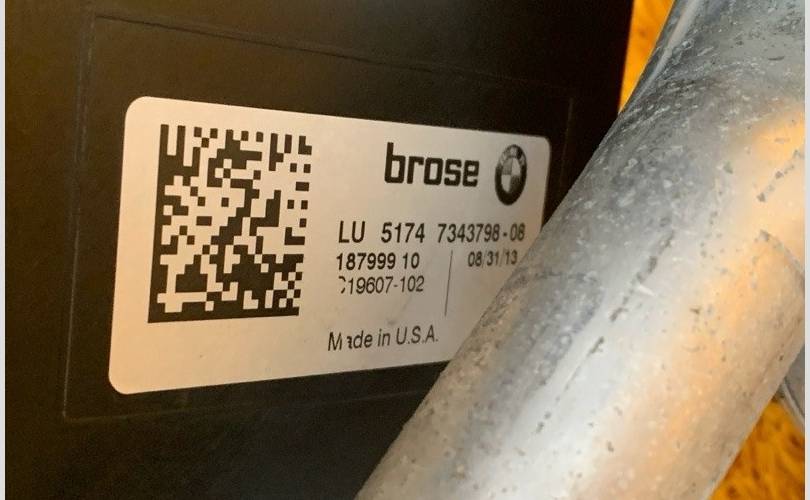 brose
LU 5174 7343798-08
187999 10 08/31/13
C19607-102
Made in U.S.A.